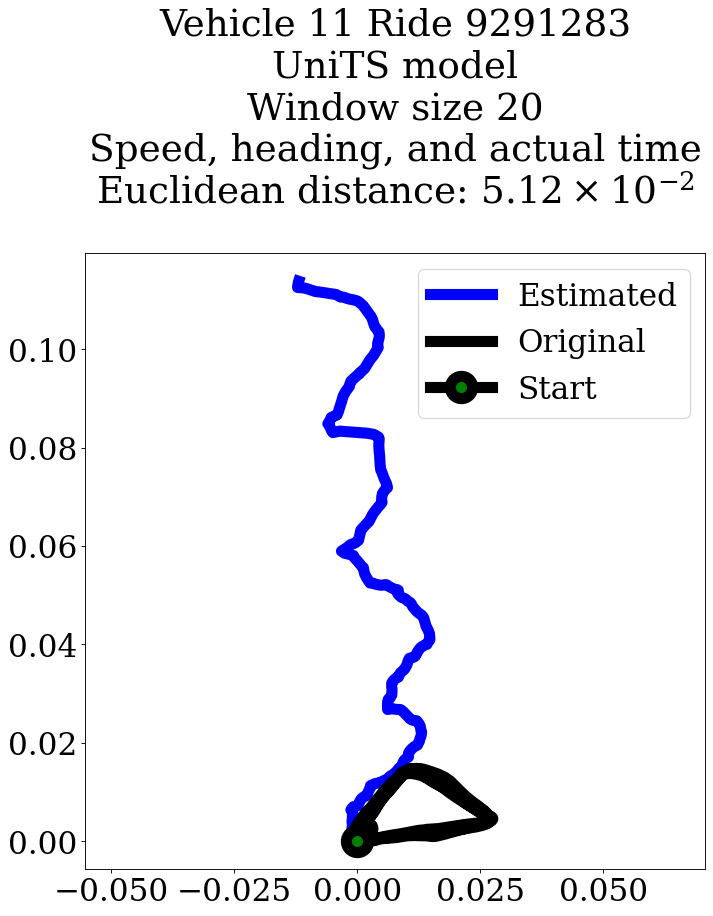 Vehicle 11 Ride 9291283
UniTS model
Window size 20
Speed, heading, and actual time
Euclidean distance: 5.12 × 10⁻²
Estimated
Original
Start
0.10
0.08
0.06
0.04
0.02
0.00
−0.050 −0.025 0.000 0.025 0.050